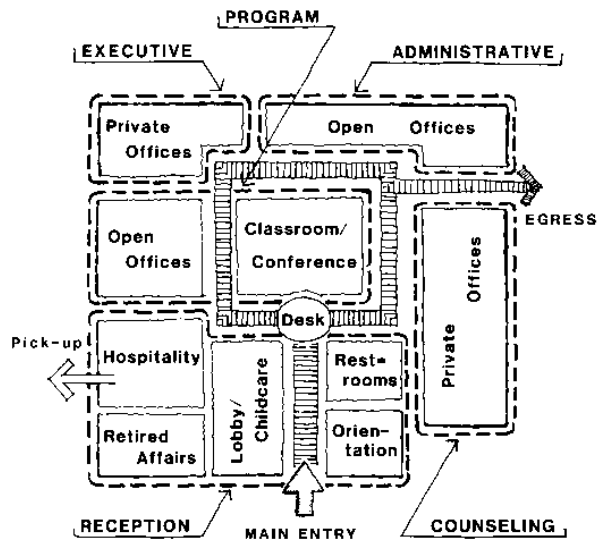 PROGRAM
EXECUTIVE
ADMINISTRATIVE
Private
Offices
Open Offices
EGRESS
Open
Offices
Classroom/
Conference
Private Offices
Desk
Pick-up
Hospitality
Lobby/
Childcare
Rest-
rooms
Retired
Affairs
Orien-
tation
RECEPTION
MAIN ENTRY
COUNSELING